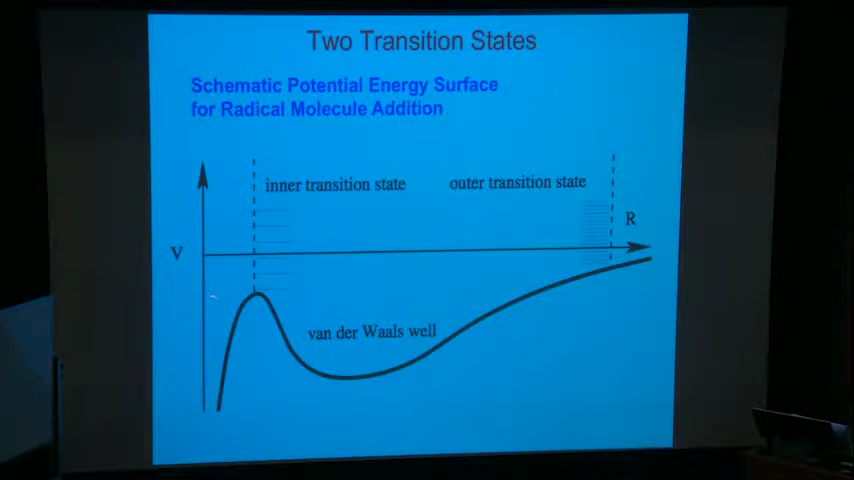 Two Transition States
Schematic Potential Energy Surface
for Radical Molecule Addition
inner transition state
outer transition state
R
V
van der Waals well